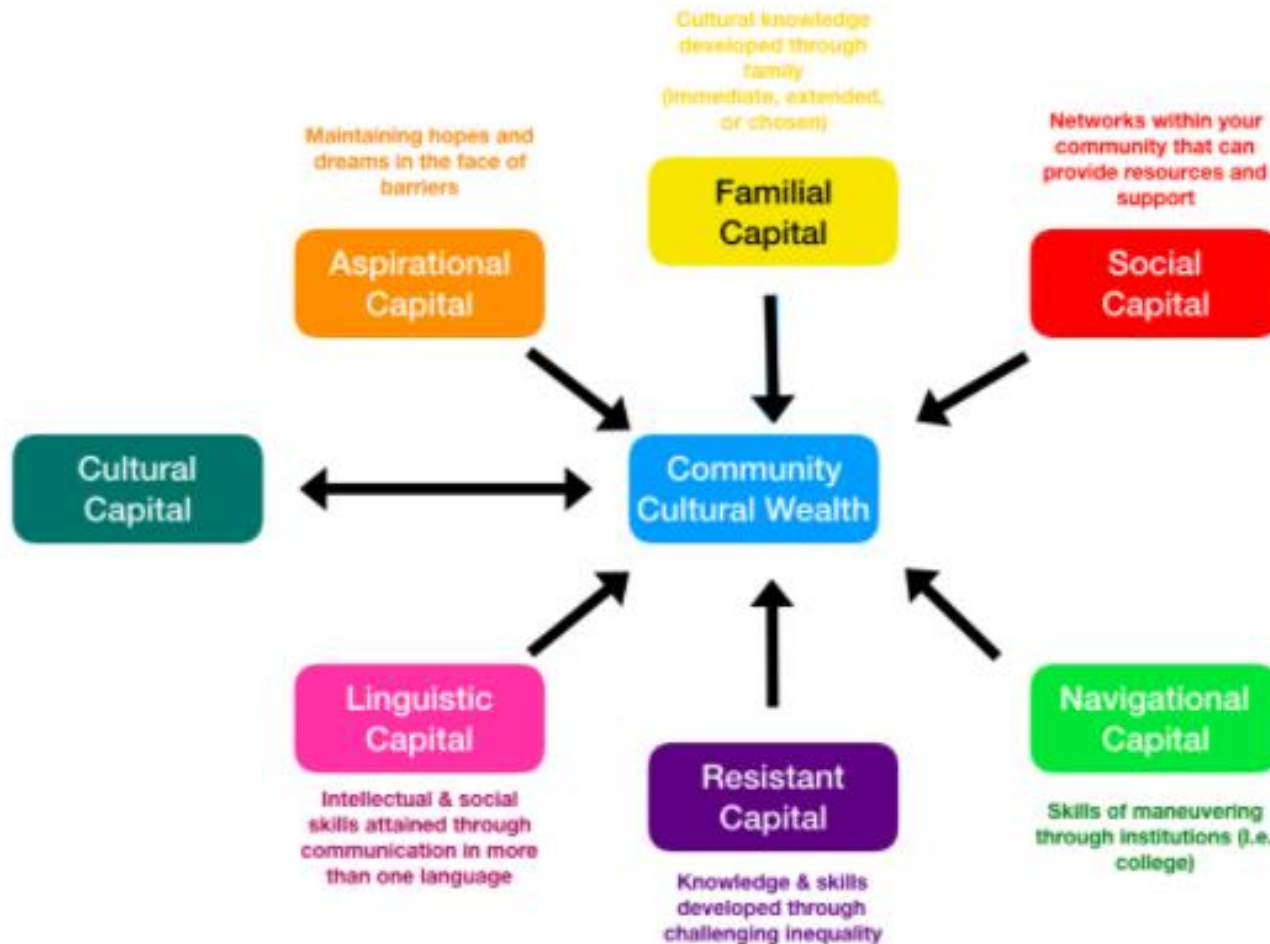 Cultural knowledge
developed through
family
(immediate, extended,
or chosen)
Familial
Capital
Maintaining hopes and
dreams in the face of
barriers
Aspirational
Capital
Networks within your
community that can
provide resources and
support
Social
Capital
Cultural
Capital
Community
Cultural Wealth
Linguistic
Capital
Intellectual & social
skills attained through
communication in more
than one language
Resistant
Capital
Knowledge & skills
developed through
challenging inequality
Navigational
Capital
Skills of maneuvering
through institutions (i.e.
college)